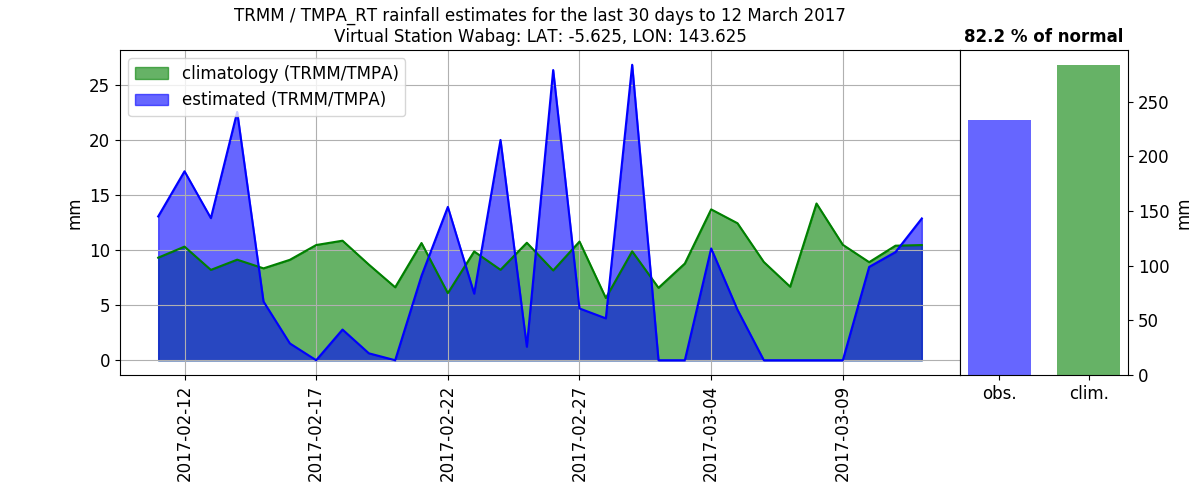 TRMM / TMPA_RT rainfall estimates for the last 30 days to 12 March 2017
Virtual Station Wabag: LAT: -5.625, LON: 143.625
82.2 % of normal
climatology (TRMM/TMPA)
estimated (TRMM/TMPA)
25
20
15
10
5
0
mm
2017-02-12
2017-02-17
2017-02-22
2017-02-27
2017-03-04
2017-03-09
250
200
150
100
50
0
mm
obs.
clim.